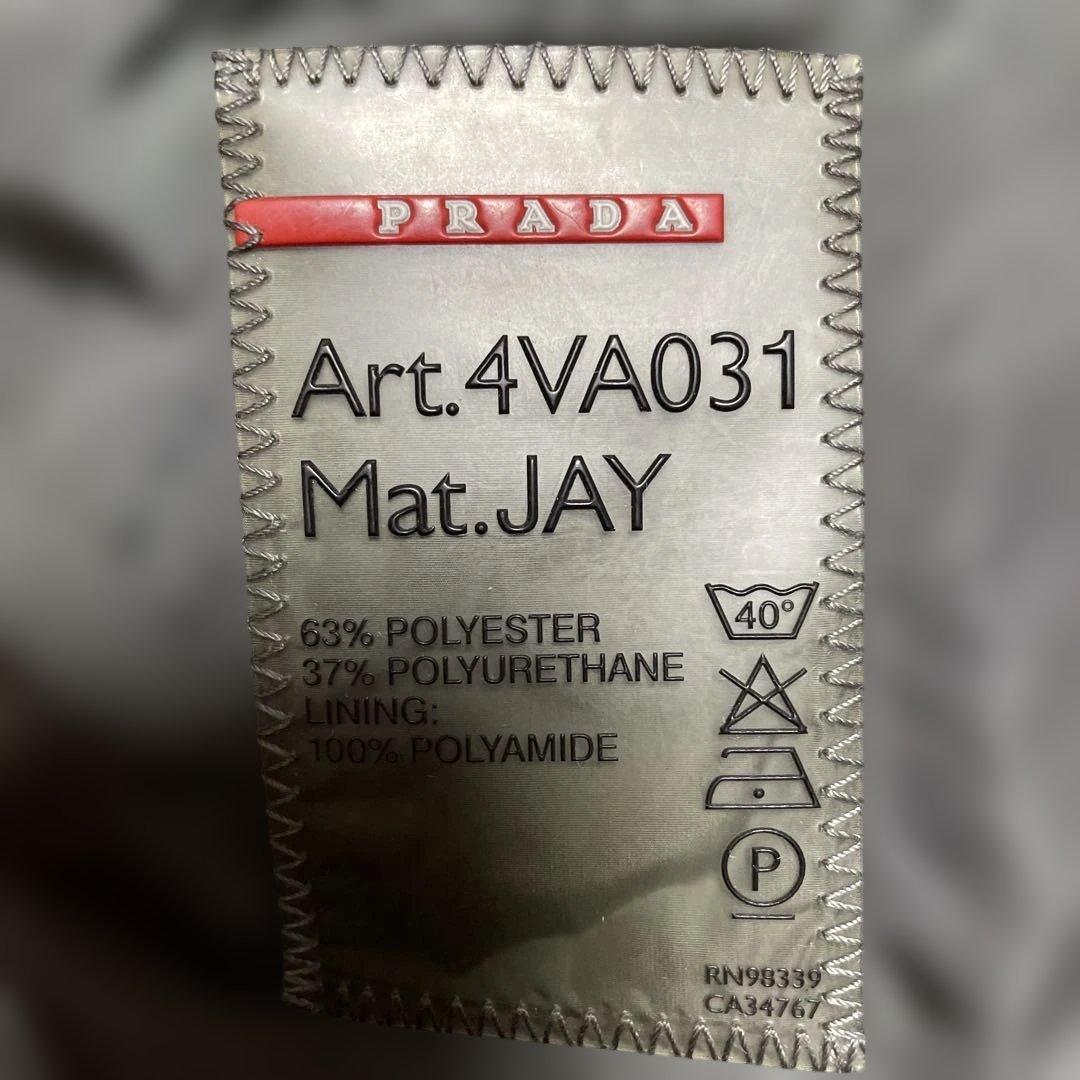 PRADA
Art.4VA031
Mat.JAY
63% POLYESTER
37% POLYURETHANE
LINING:
100% POLYAMIDE
40°
P
RN98339
CA34767